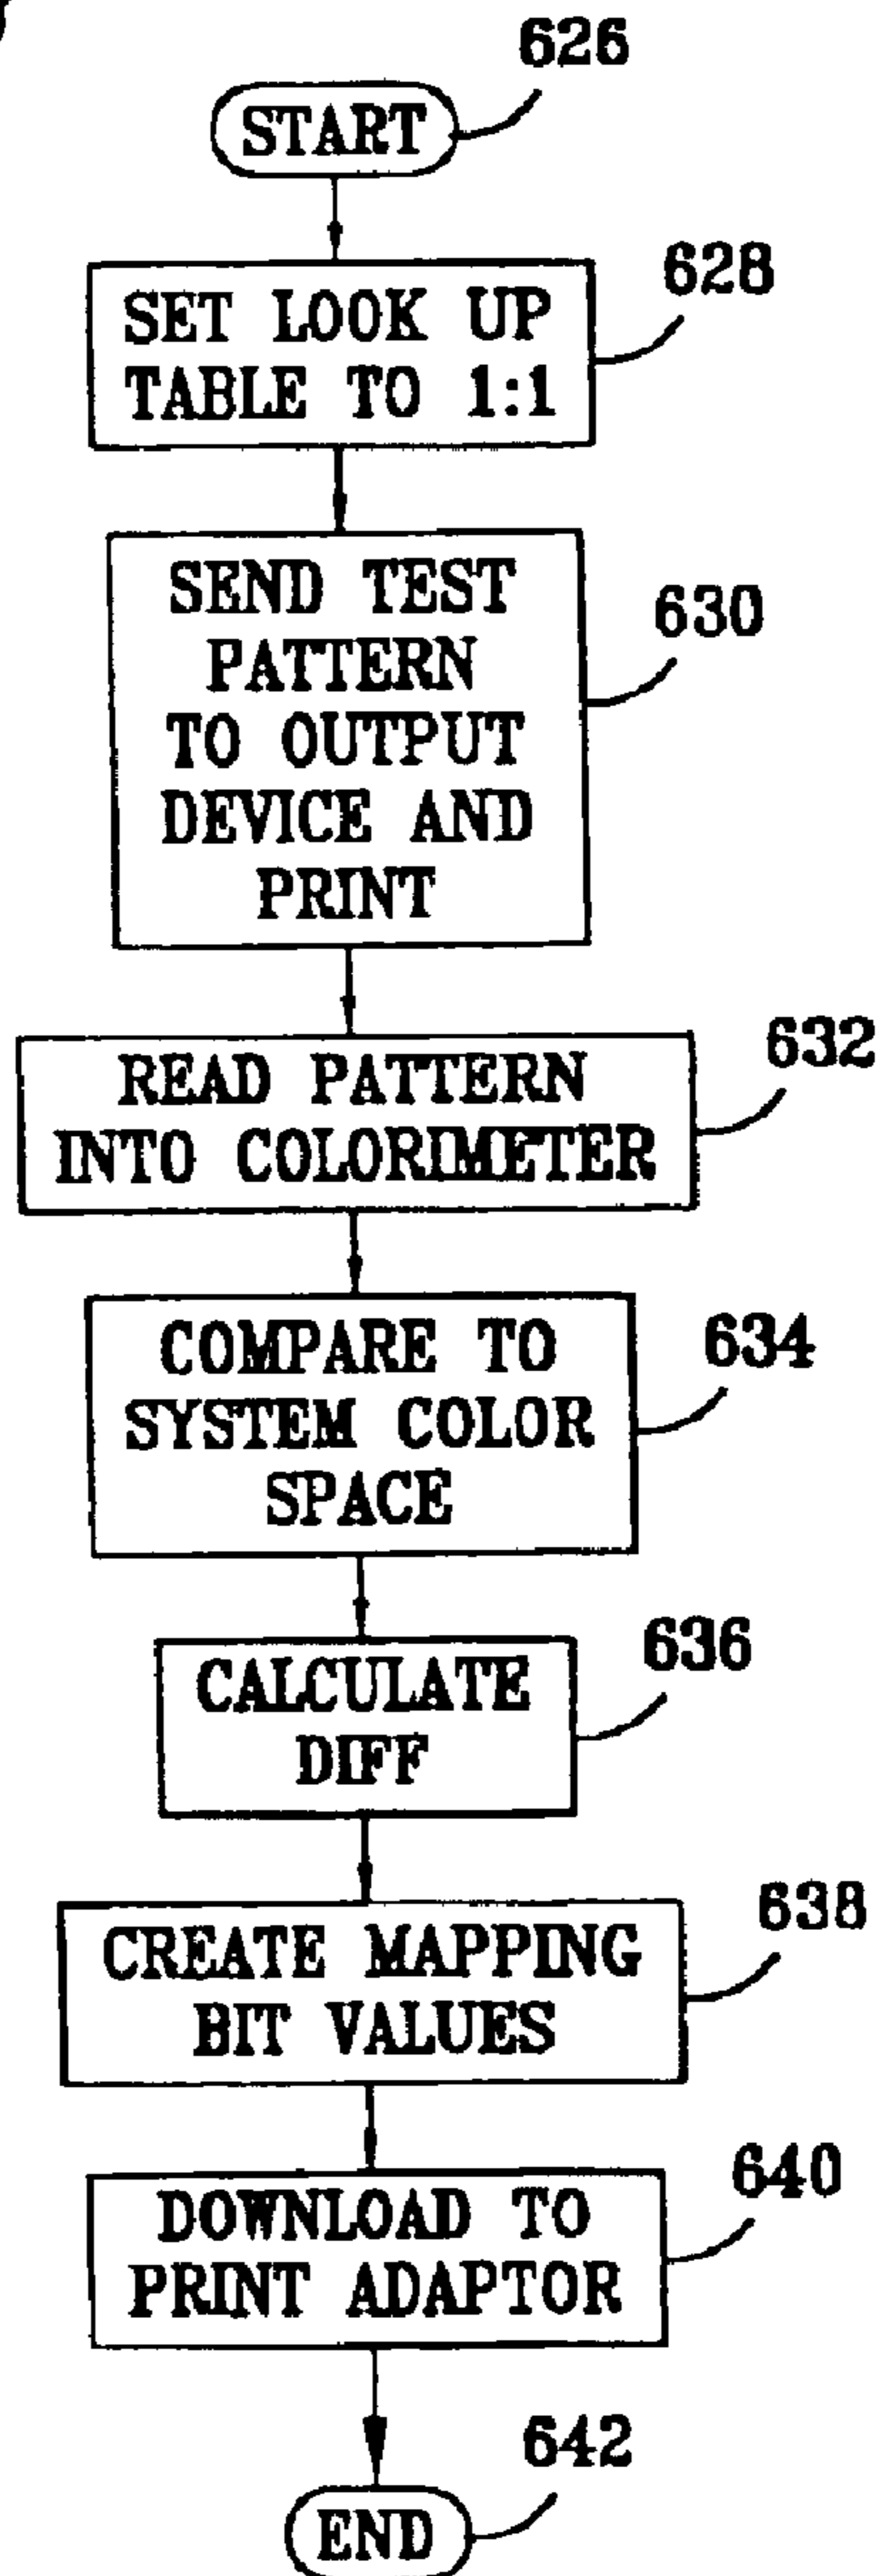 626
START
628
SET LOOK UP
TABLE TO 1:1
630
SEND TEST
PATTERN
TO OUTPUT
DEVICE AND
PRINT
632
READ PATTERN
INTO COLORIMETER
634
COMPARE TO
SYSTEM COLOR
SPACE
636
CALCULATE
DIFF
638
CREATE MAPPING
BIT VALUES
640
DOWNLOAD TO
PRINT ADAPTOR
642
END